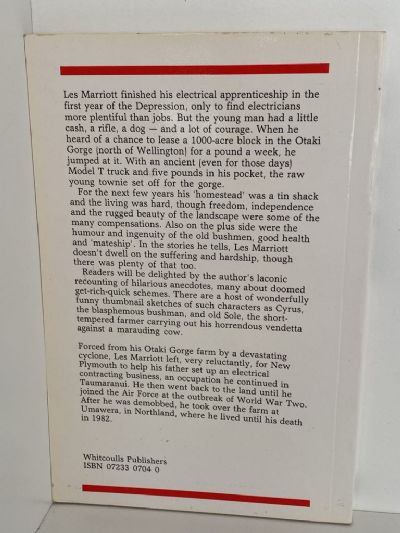 Les Marriott finished his electrical apprenticeship in the
first year of the Depression, only to find electricians
more plentiful than jobs. But the young man had a little
cash, a rifle, a dog — and a lot of courage. When he
heard of a chance to lease a 1000-acre block in the Otaki
Gorge (north of Wellington) for a pound a week, he
jumped at it. With an ancient (even for those days)
Model T truck and five pounds in his pocket, the raw
young townie set off for the gorge.
For the next few years his 'homestead' was a tin shack
and the living was hard, though freedom, independence
and the rugged beauty of the landscape were some of the
many compensations. Also on the plus side were the
humour and ingenuity of the old bushmen, good health
and 'mateship'. In the stories he tells, Les Marriott
doesn't dwell on the suffering and hardship, though
there was plenty of that too.
Readers will be delighted by the author's laconic
recounting of hilarious anecdotes, many about doomed
get-rich-quick schemes. There are a host of wonderfully
funny thumbnail sketches of such characters as Cyrus,
the blasphemous bushman, and old Sole, the short-
tempered farmer carrying out his horrendous vendetta
against a marauding cow.
Forced from his Otaki Gorge farm by a devastating
cyclone, Les Marriott left, very reluctantly, for New
Plymouth to help his father set up an electrical
contracting business, an occupation he continued in
Taumaranui. He then went back to the land until he
joined the Air Force at the outbreak of World War Two.
After he was demobbed, he took over the farm at
Umawera, in Northland, where he lived until his death
in 1982.
Whitcoulls Publishers
ISBN 07233 0704 0